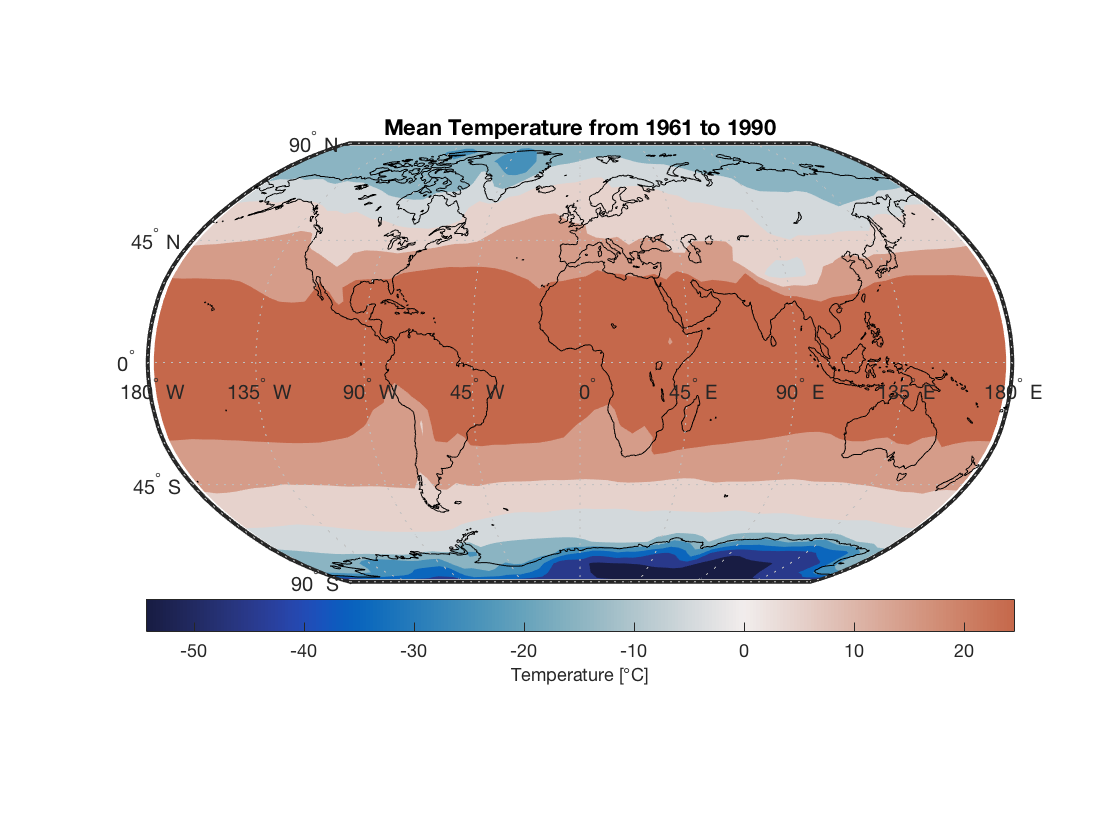 Mean Temperature from 1961 to 1990
90° N
45° N
0°
180° W 135° W 90° W 45° W 0° 45° E 90° E 135° E 180° E
45° S
90° S
-50 -40 -30 -20 -10 0 10 20
Temperature [°C]